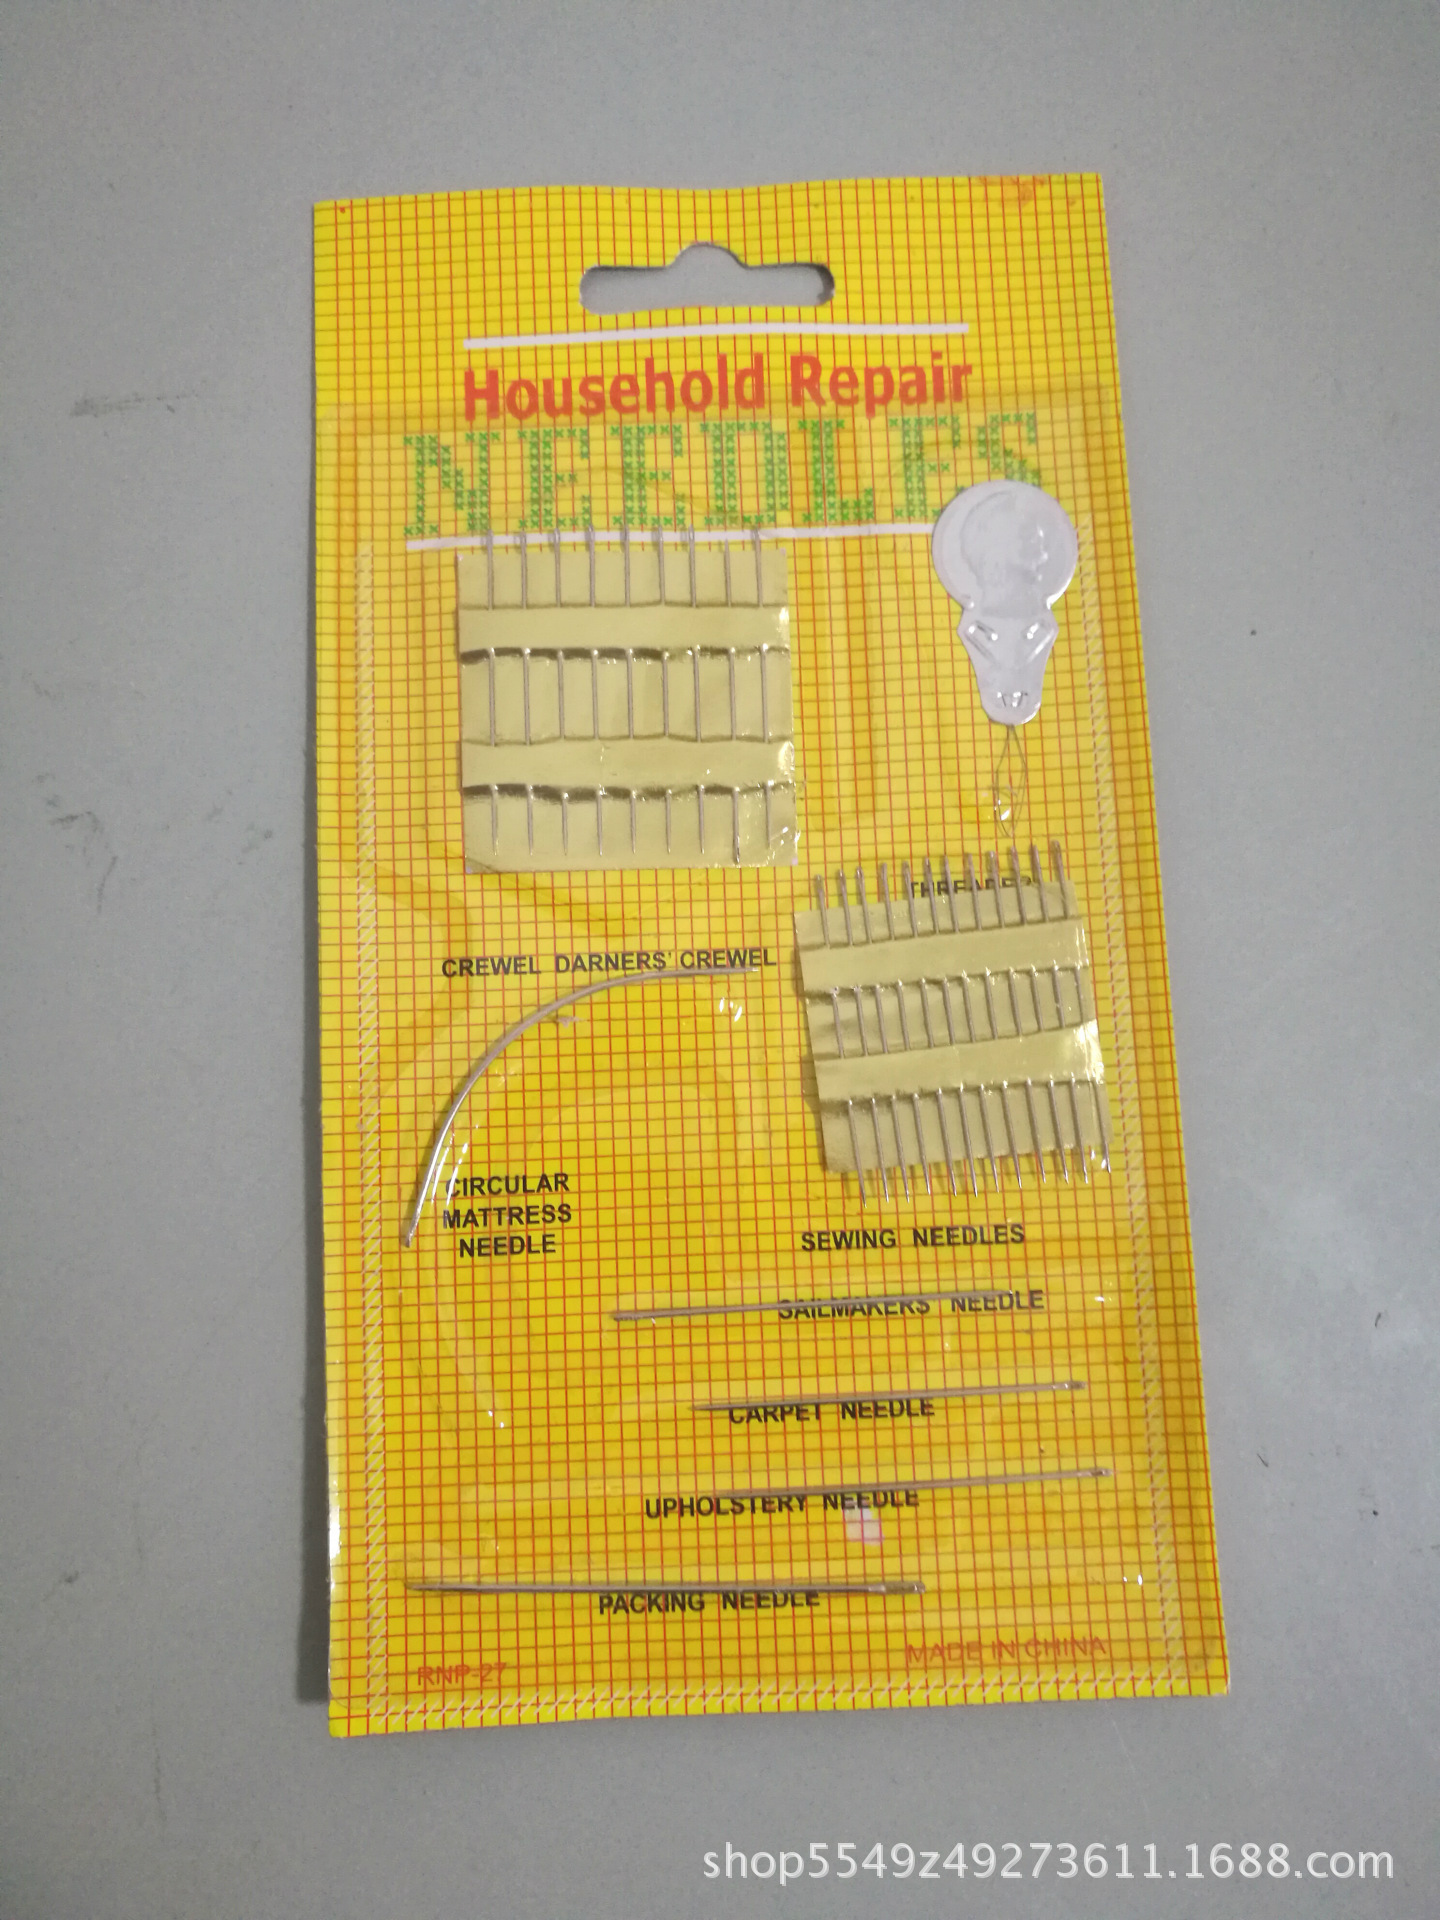 Household Repair
NEEDLES
THREADER
CREWEL DARNERS' CREWEL
CIRCULAR
MATTRESS
NEEDLE
SEWING NEEDLES
SAILMAKERS' NEEDLE
CARPET NEEDLE
UPHOLSTERY NEEDLE
PACKING NEEDLE
RNP-27
MADE IN CHINA
shop5549z49273611.1688.com